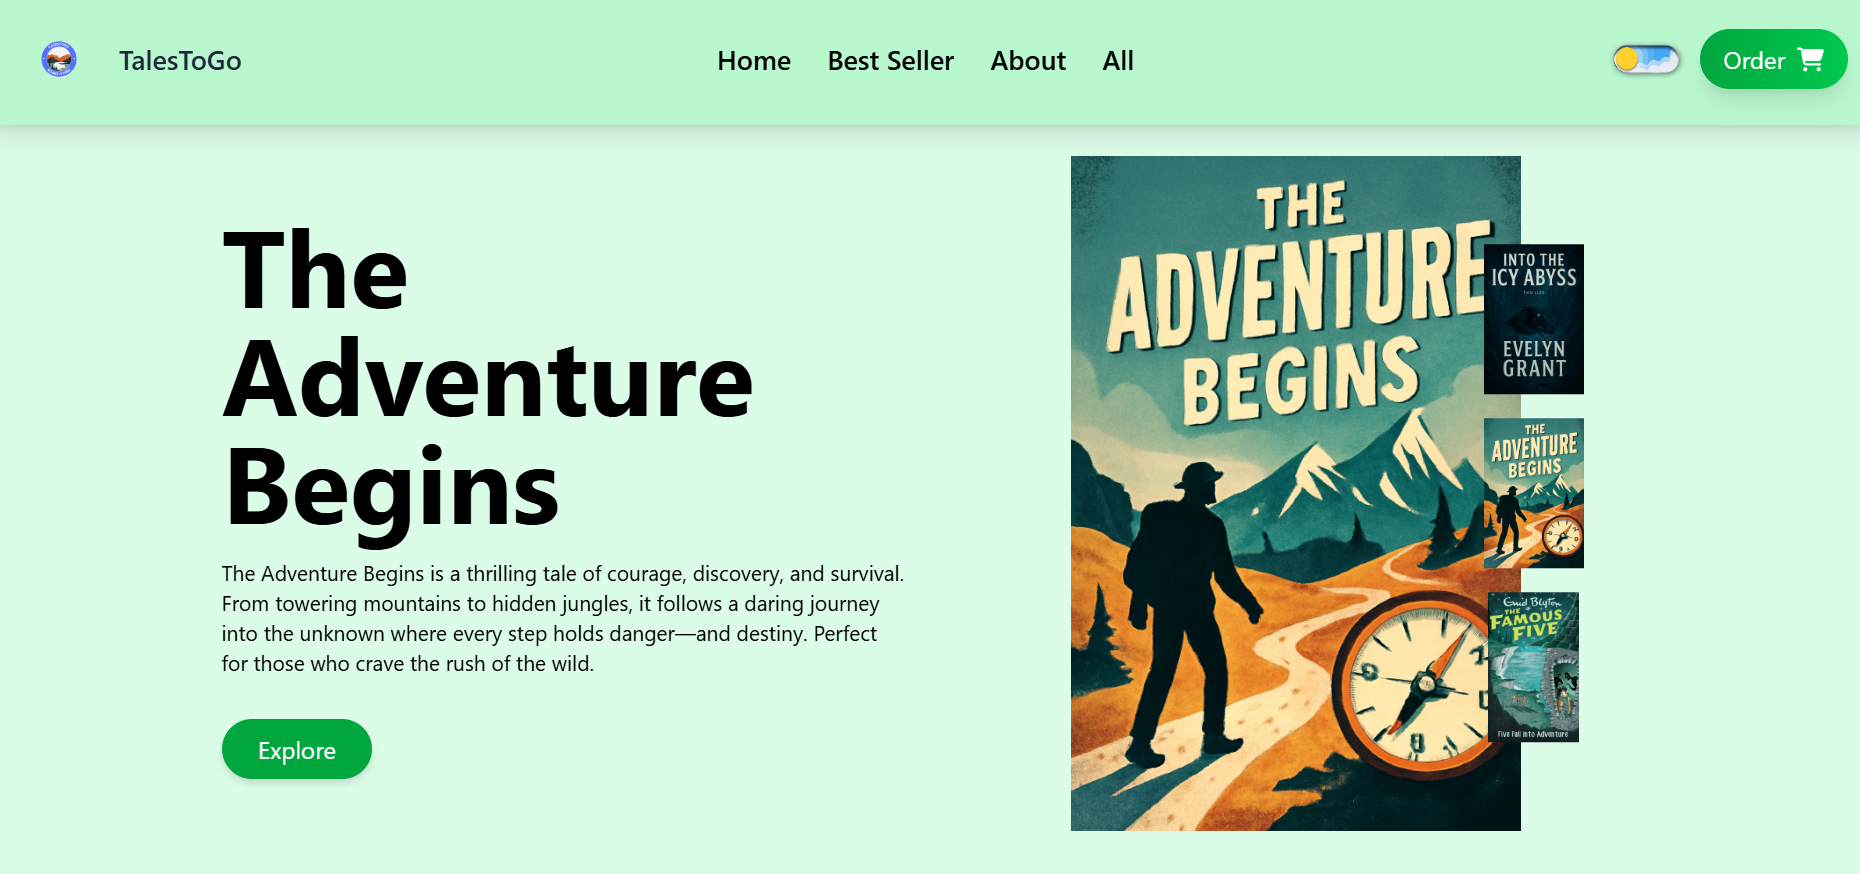 TalesToGo
Home
Best Seller
About
All
Order
The
Adventure
Begins
The Adventure Begins is a thrilling tale of courage, discovery, and survival.
From towering mountains to hidden jungles, it follows a daring journey
into the unknown where every step holds danger—and destiny. Perfect
for those who crave the rush of the wild.
Explore
THE
ADVENTURE
BEGINS
INTO THE
ICY ABYSS
EVELYN
GRANT
THE
ADVENTURE
BEGINS
Enid Blyton
THE
FAMOUS
FIVE
Five Fall into Adventure